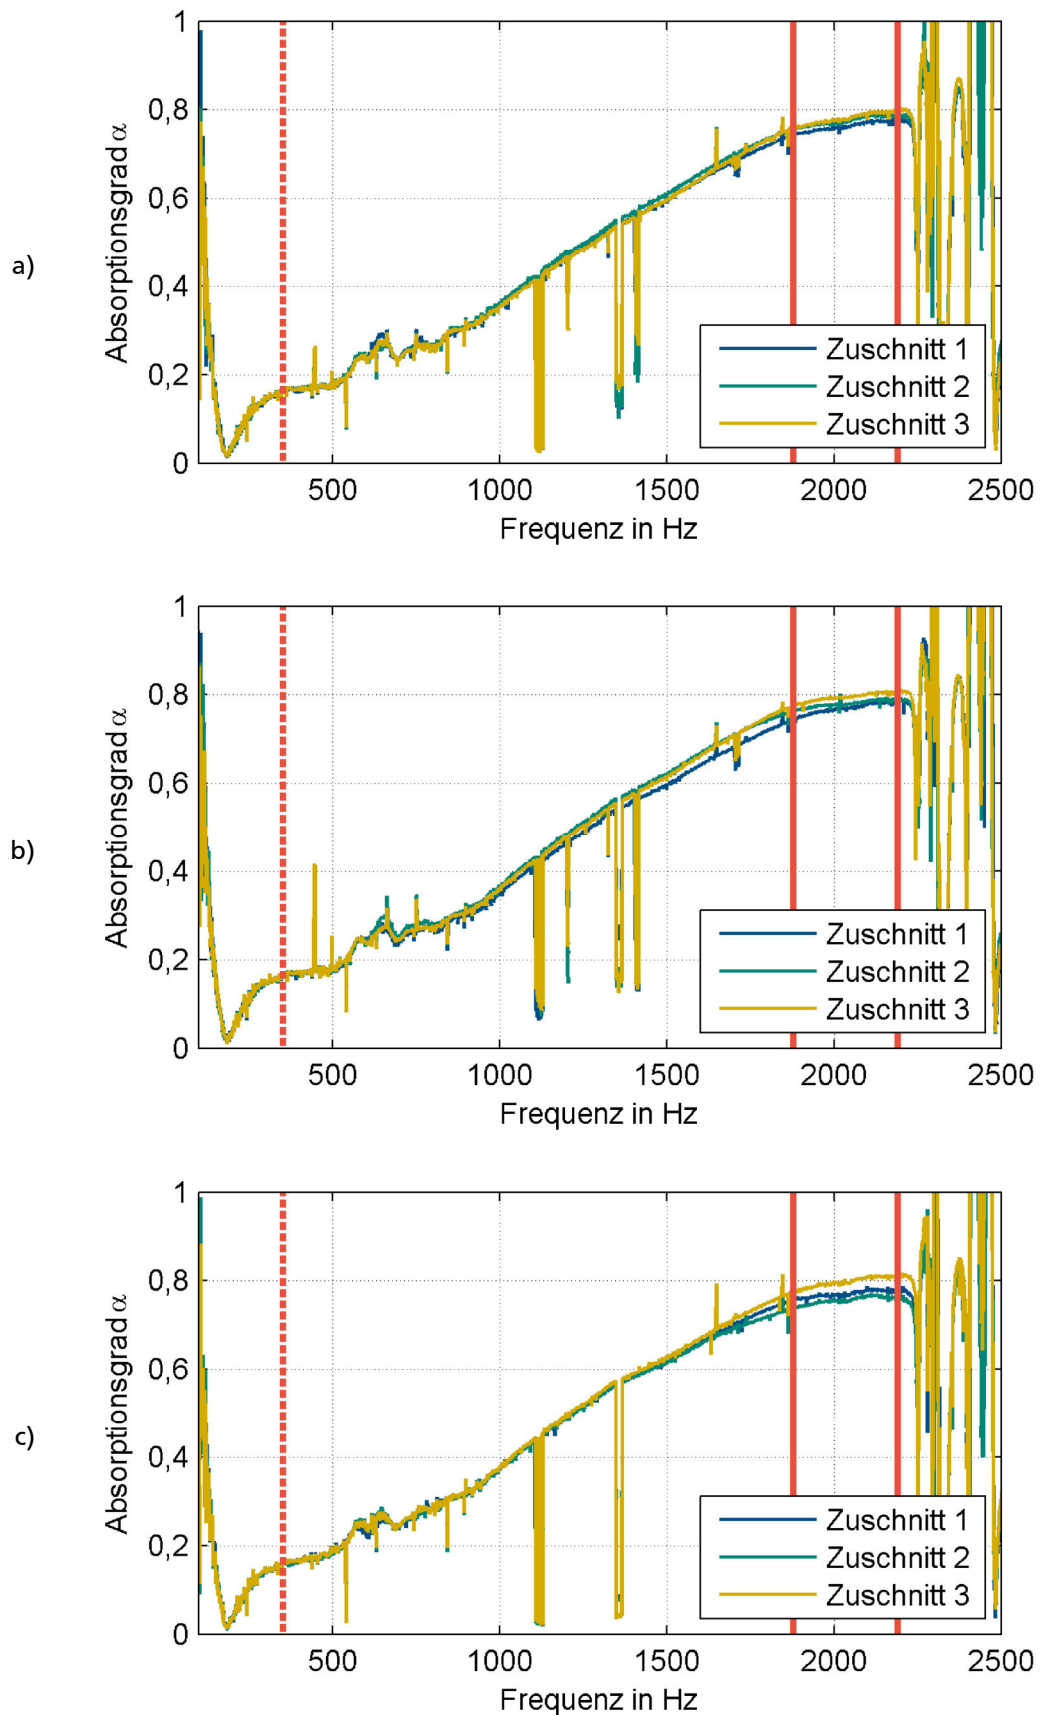 a)
Absorptionsgrad α
1
0,8
0,6
0,4
0,2
0
500
1000
1500
2000
2500
Frequenz in Hz
Zuschnitt 1
Zuschnitt 2
Zuschnitt 3
b)
Absorptionsgrad α
1
0,8
0,6
0,4
0,2
0
500
1000
1500
2000
2500
Frequenz in Hz
Zuschnitt 1
Zuschnitt 2
Zuschnitt 3
c)
Absorptionsgrad α
1
0,8
0,6
0,4
0,2
0
500
1000
1500
2000
2500
Frequenz in Hz
Zuschnitt 1
Zuschnitt 2
Zuschnitt 3